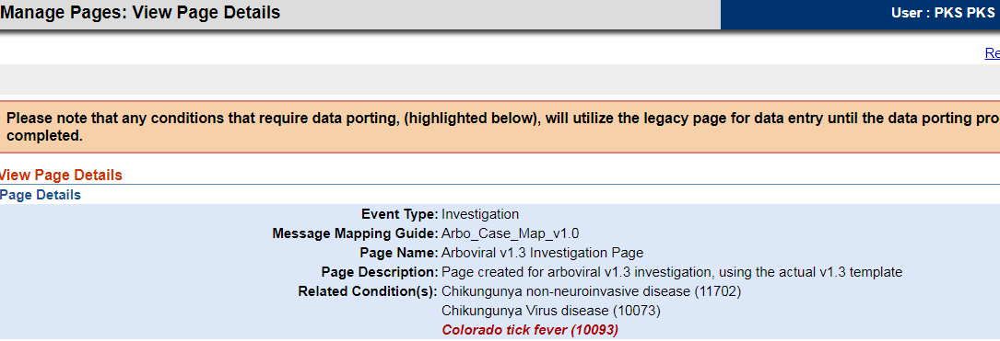 Manage Pages: View Page Details
User : PKS PKS
Please note that any conditions that require data porting, (highlighted below), will utilize the legacy page for data entry until the data porting
completed.
View Page Details
Page Details
Event Type: Investigation
Message Mapping Guide: Arbo_Case_Map_v1.0
Page Name: Arboviral v1.3 Investigation Page
Page Description: Page created for arboviral v1.3 investigation, using the actual v1.3 template
Related Condition(s): Chikungunya non-neuroinvasive disease (11702)
Chikungunya Virus disease (10073)
Colorado tick fever (10093)